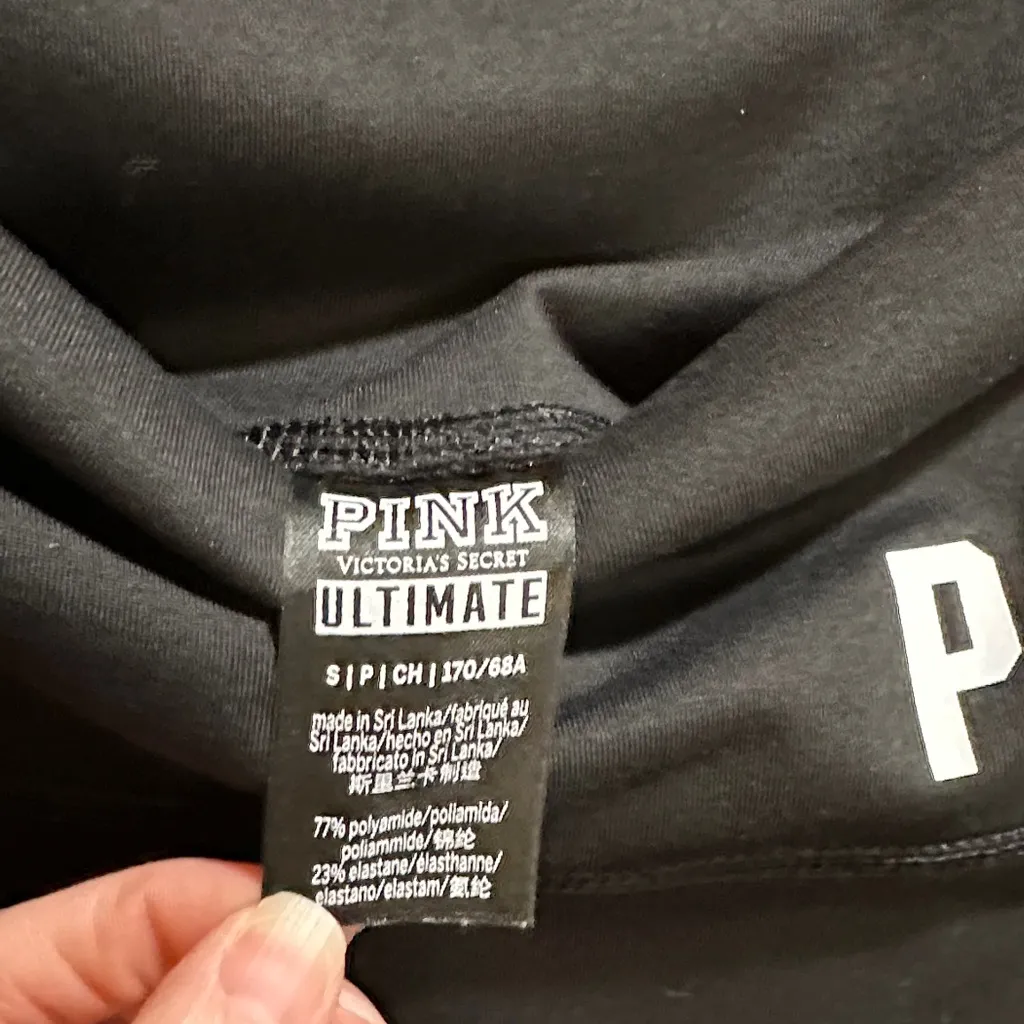 PINK
VICTORIA'S SECRET
ULTIMATE
S | P | CH | 170/68A
made in Sri Lanka/fabriqué au
Sri Lanka/hecho en Sri Lanka/
fabbricato in Sri Lanka/
斯里兰卡制造
77% polyamide/poliamida/
poliammide/锦纶
23% elastane/élasthanne/
elastano/elastam/氨纶
P